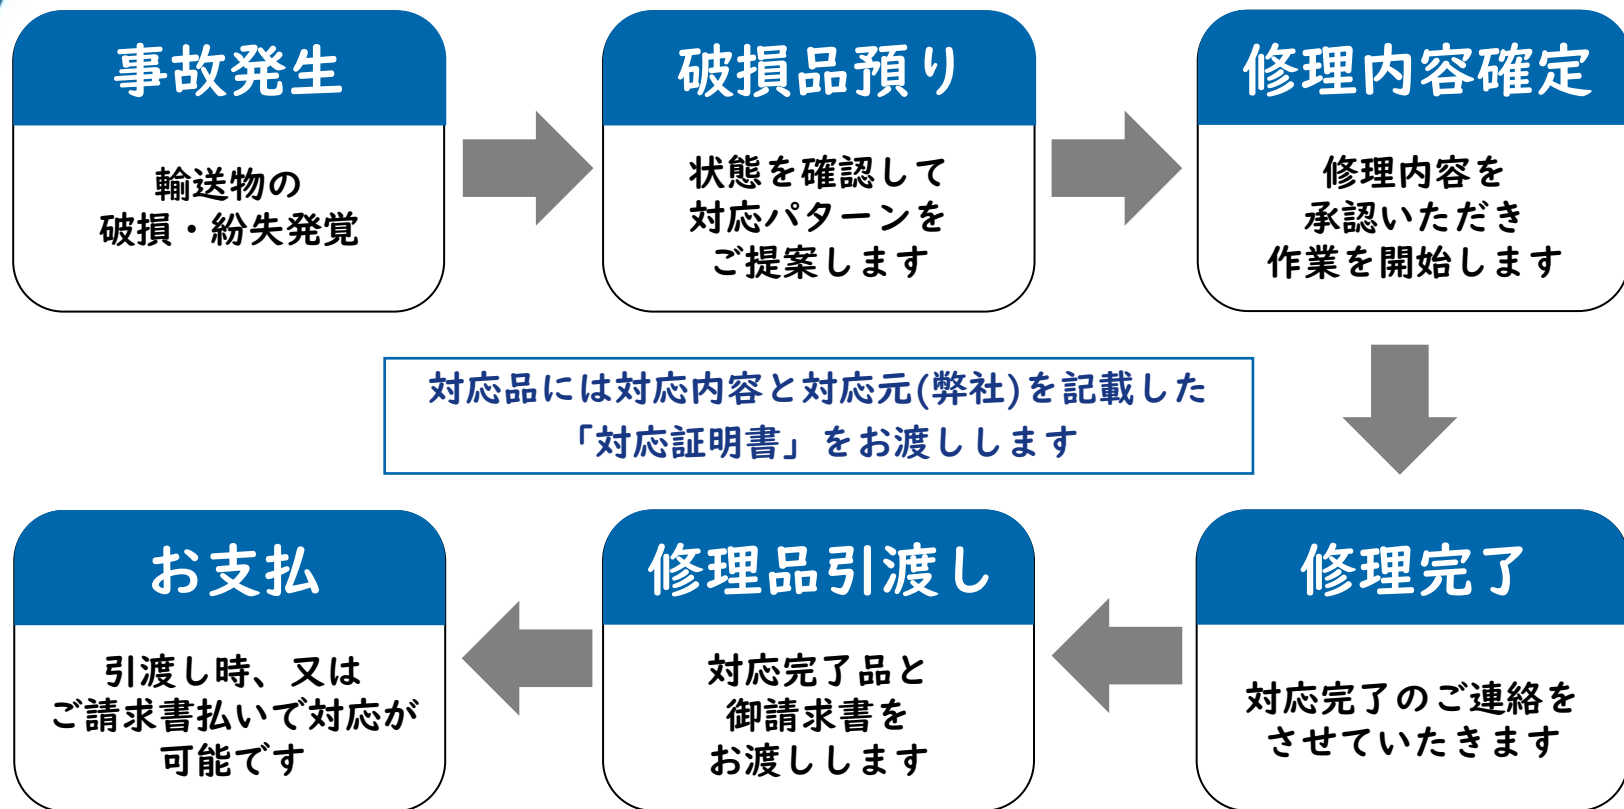 事故発生
輸送物の
破損・紛失発覚
破損品預り
状態を確認して
対応パターンを
ご提案します
修理内容確定
修理内容を
承認いただき
作業を開始します
対応品には対応内容と対応元(弊社)を記載した
「対応証明書」をお渡しします
修理完了
対応完了のご連絡を
させていたきます
修理品引渡し
対応完了品と
御請求書を
お渡しします
お支払
引渡し時、又は
ご請求書払いで対応が
可能です